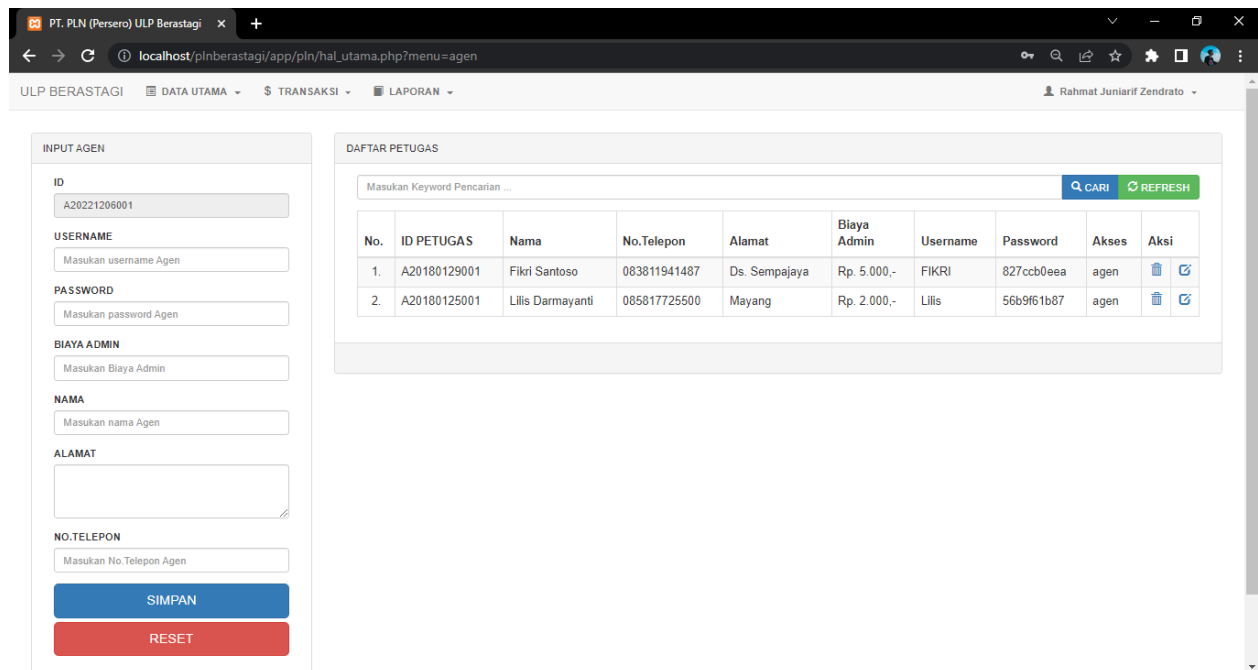 PT. PLN (Persero) ULP Berastagi
localhost/plnberastagi/app/pln/hal_utama.php?menu=agen
ULP BERASTAGI DATA UTAMA $ TRANSAKSI LAPORAN Rahmat Juniarif Zendrato
INPUT AGEN
ID
A20221206001
USERNAME
Masukan username Agen
PASSWORD
Masukan password Agen
BIAYA ADMIN
Masukan Biaya Admin
NAMA
Masukan nama Agen
ALAMAT
NO.TELEPON
Masukan No.Telepon Agen
SIMPAN
RESET
DAFTAR PETUGAS
Masukan Keyword Pencarian ... CARI REFRESH
No. ID PETUGAS Nama No.Telepon Alamat Biaya Admin Username Password Akses Aksi
1. A20180129001 Fikri Santoso 083811941487 Ds. Sempajaya Rp. 5.000,- FIKRI 827ccb0eea agen
2. A20180125001 Lilis Darmayanti 085817725500 Mayang Rp. 2.000,- Lilis 56b9f61b87 agen